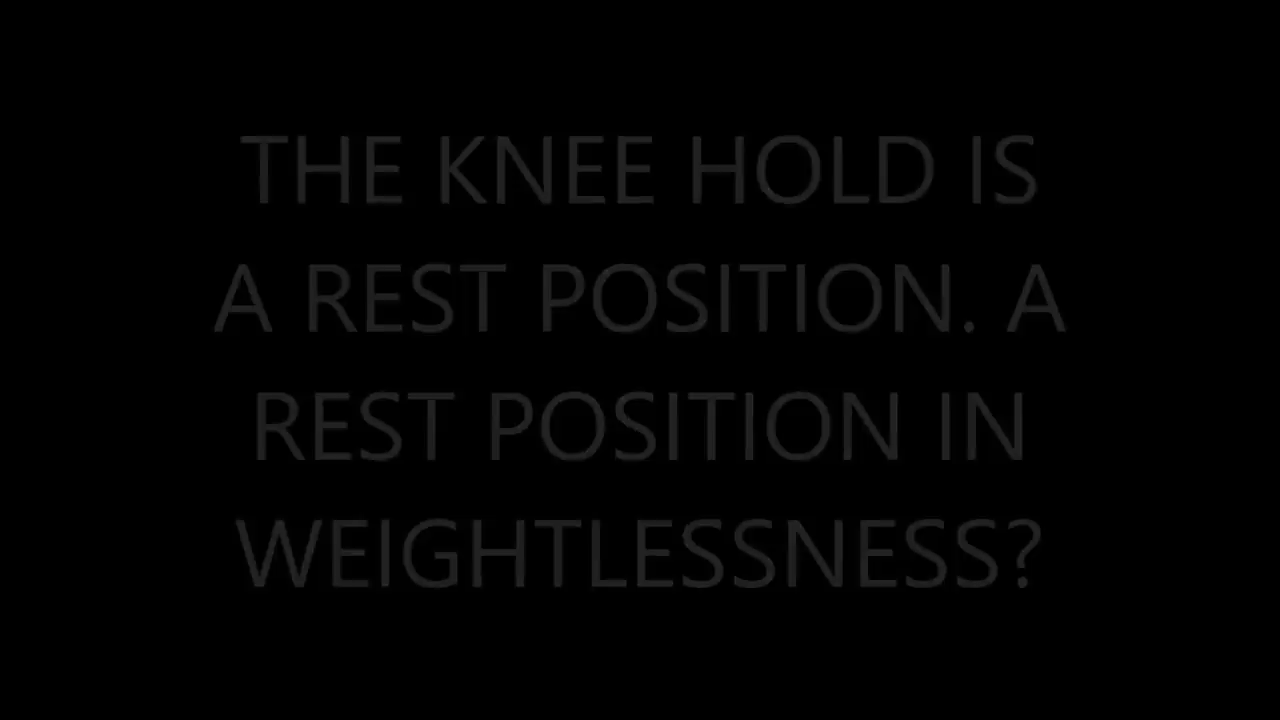 THE KNEE HOLD IS
A REST POSITION. A
REST POSITION IN
WEIGHTLESSNESS?